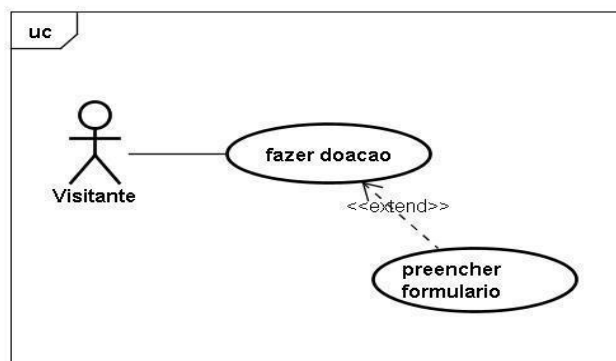 uc
fazer doacao
Visitante
<<extend>>
preencher
formulario